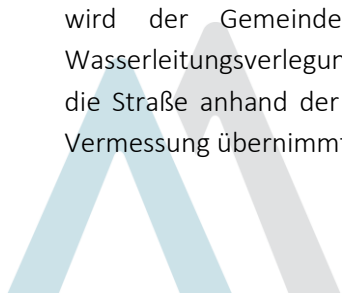 wird der Gemeinde
Wasserleitungsverlegun
die Straße anhand der
Vermessung übernimmt